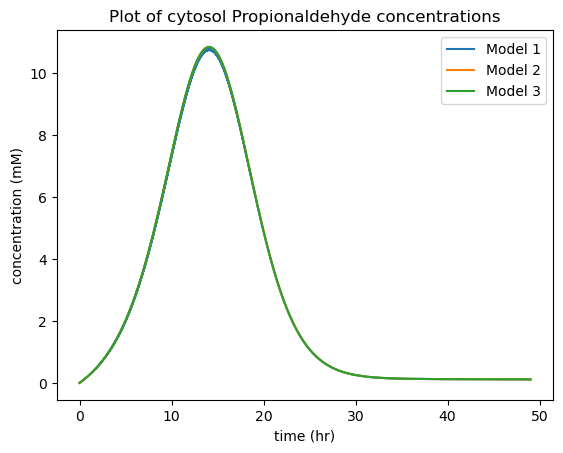 Plot of cytosol Propionaldehyde concentrations
Model 1
Model 2
Model 3
concentration (mM)
10
8
6
4
2
0
0 10 20 30 40 50
time (hr)